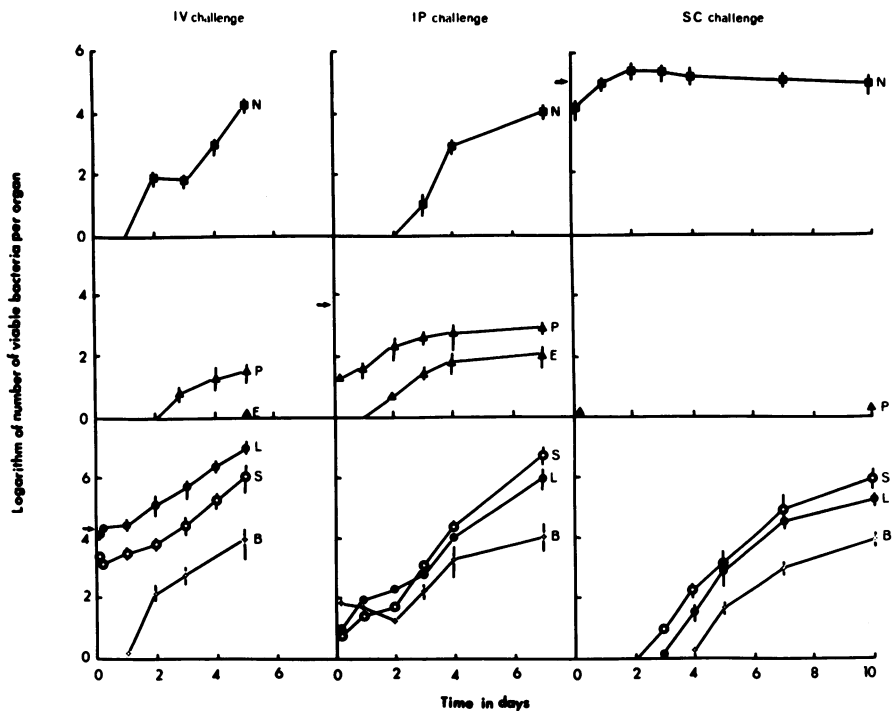 IV challenge
IP challenge
SC challenge
Logarithm of number of viable bacteria per organ
6
4
2
0
N
N
N
4
2
0
P
E
P
E
P
6
4
2
0
L
S
B
S
L
B
S
L
B
0 2 4 6
0 2 4 6
0 2 4 6 8 10
Time in days